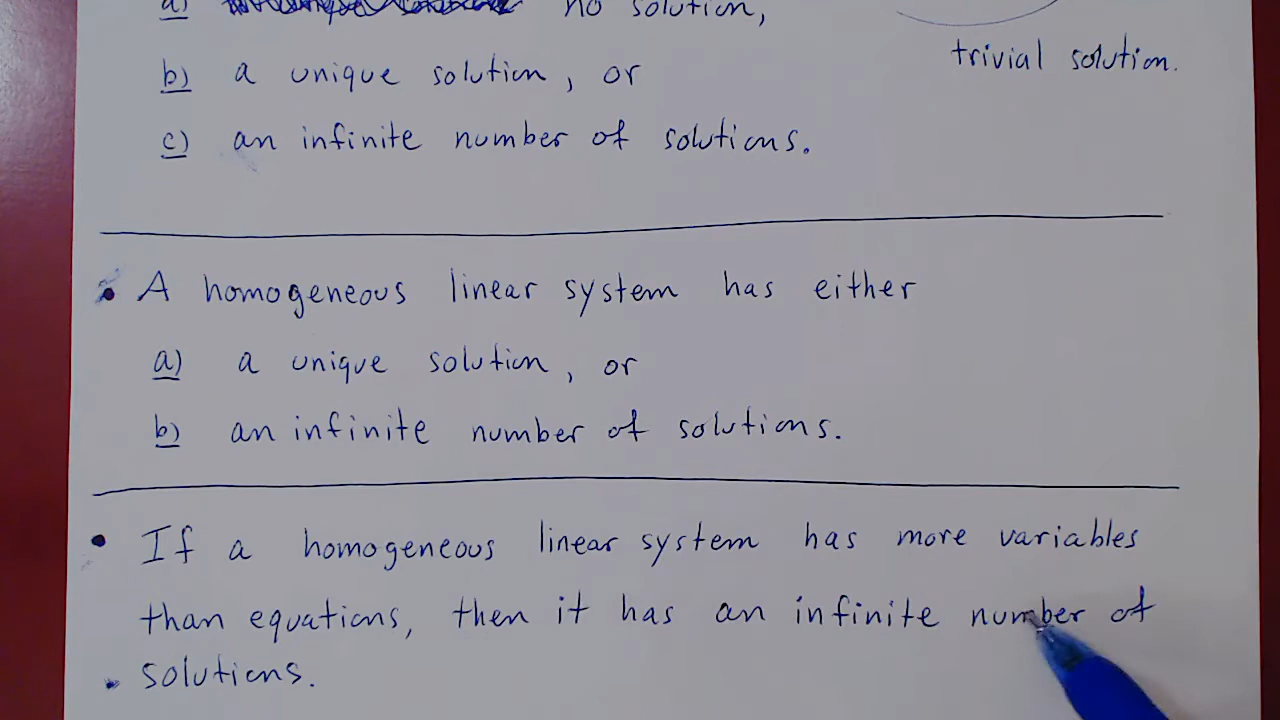 a) no solution,
trivial solution.
b) a unique solution, or
c) an infinite number of solutions.
• A homogeneous linear system has either
a) a unique solution, or
b) an infinite number of solutions.
• If a homogeneous linear system has more variables
than equations, then it has an infinite number of
solutions.